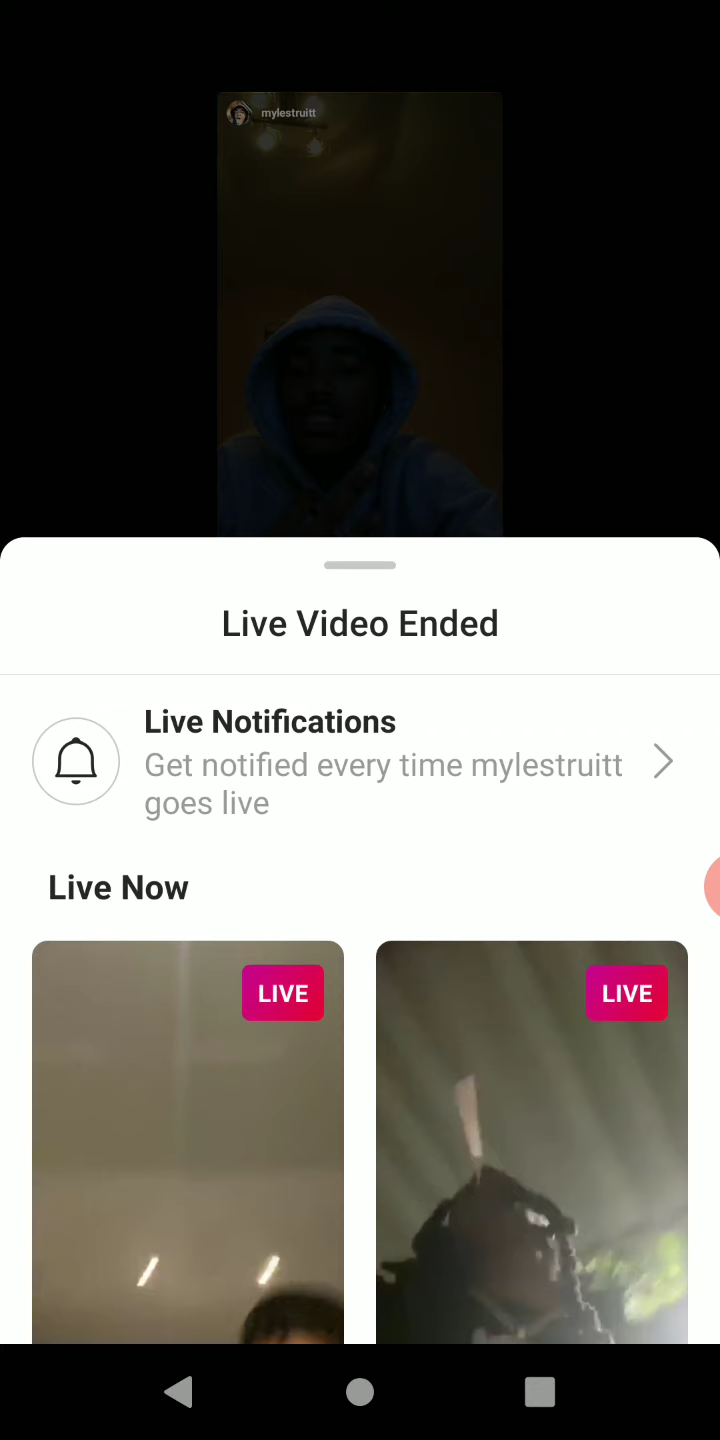 mylestruitt
Live Video Ended
Live Notifications
Get notified every time mylestruitt
goes live
Live Now
LIVE
LIVE